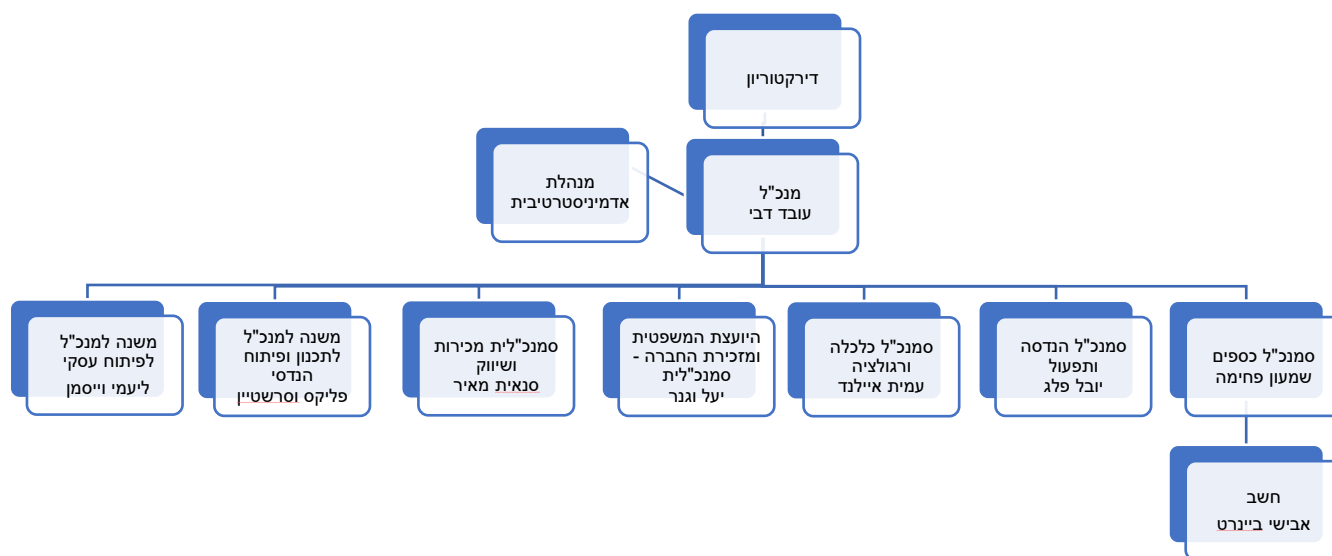 דירקטוריון
מנכ"ל
עובד דבי
מנהלת
אדמיניסטרטיבית
סמנכ"ל כספים
שמעון פחימה
סמנכ"ל הנדסה
ותפעול
יובל פלג
סמנכ"ל כלכלה
ורגולציה
עמית איילנד
היועצת המשפטית
ומזכירת החברה -
סמנכ"לית
יעל וגנר
סמנכ"לית מכירות
ושיווק
סנאית מאיר
משנה למנכ"ל
לתכנון ופיתוח
הנדסי
פליקס וסרשטיין
משנה למנכ"ל
לפיתוח עסקי
ליעמי וייסמן
חשב
אבישי ביינרט